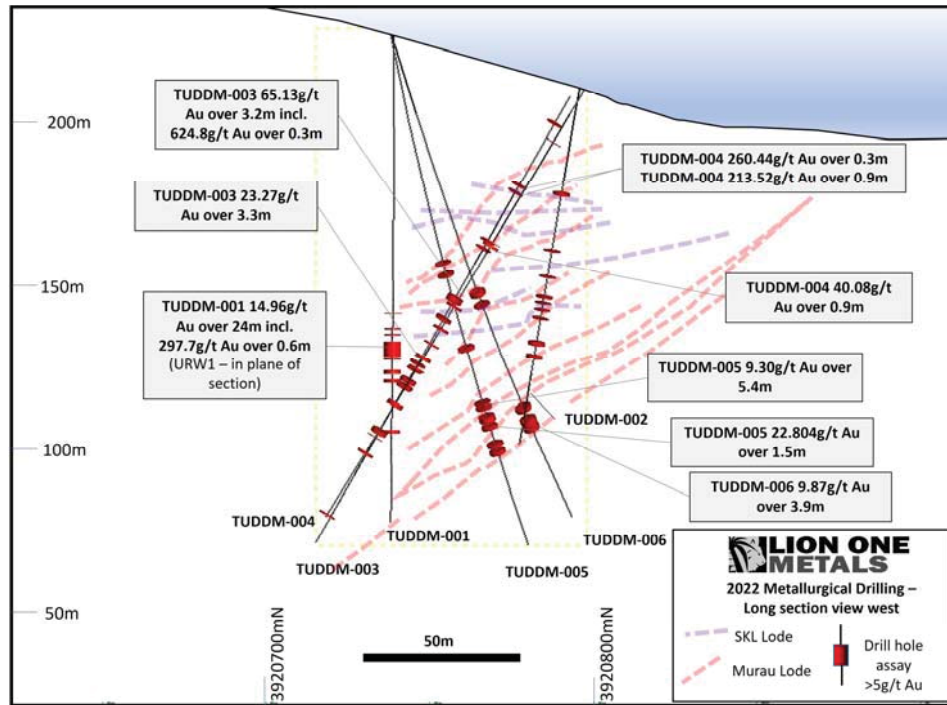 200m
150m
100m
50m
TUDDM-003 65.13g/t
Au over 3.2m incl.
624.8g/t Au over 0.3m
TUDDM-003 23.27g/t
Au over 3.3m
TUDDM-001 14.96g/t
Au over 24m incl.
297.7g/t Au over 0.6m
(URW1 – in plane of
section)
TUDDM-004 260.44g/t Au over 0.3m
TUDDM-004 213.52g/t Au over 0.9m
TUDDM-004 40.08g/t
Au over 0.9m
TUDDM-005 9.30g/t Au over
5.4m
TUDDM-002
TUDDM-005 22.804g/t Au
over 1.5m
TUDDM-006 9.87g/t Au
over 3.9m
TUDDM-004
TUDDM-001
TUDDM-006
TUDDM-003
TUDDM-005
50m
3920700mN
3920800mN
LION ONE
METALS
2022 Metallurgical Drilling –
Long section view west
SKL Lode
Murau Lode
Drill hole
assay
>5g/t Au